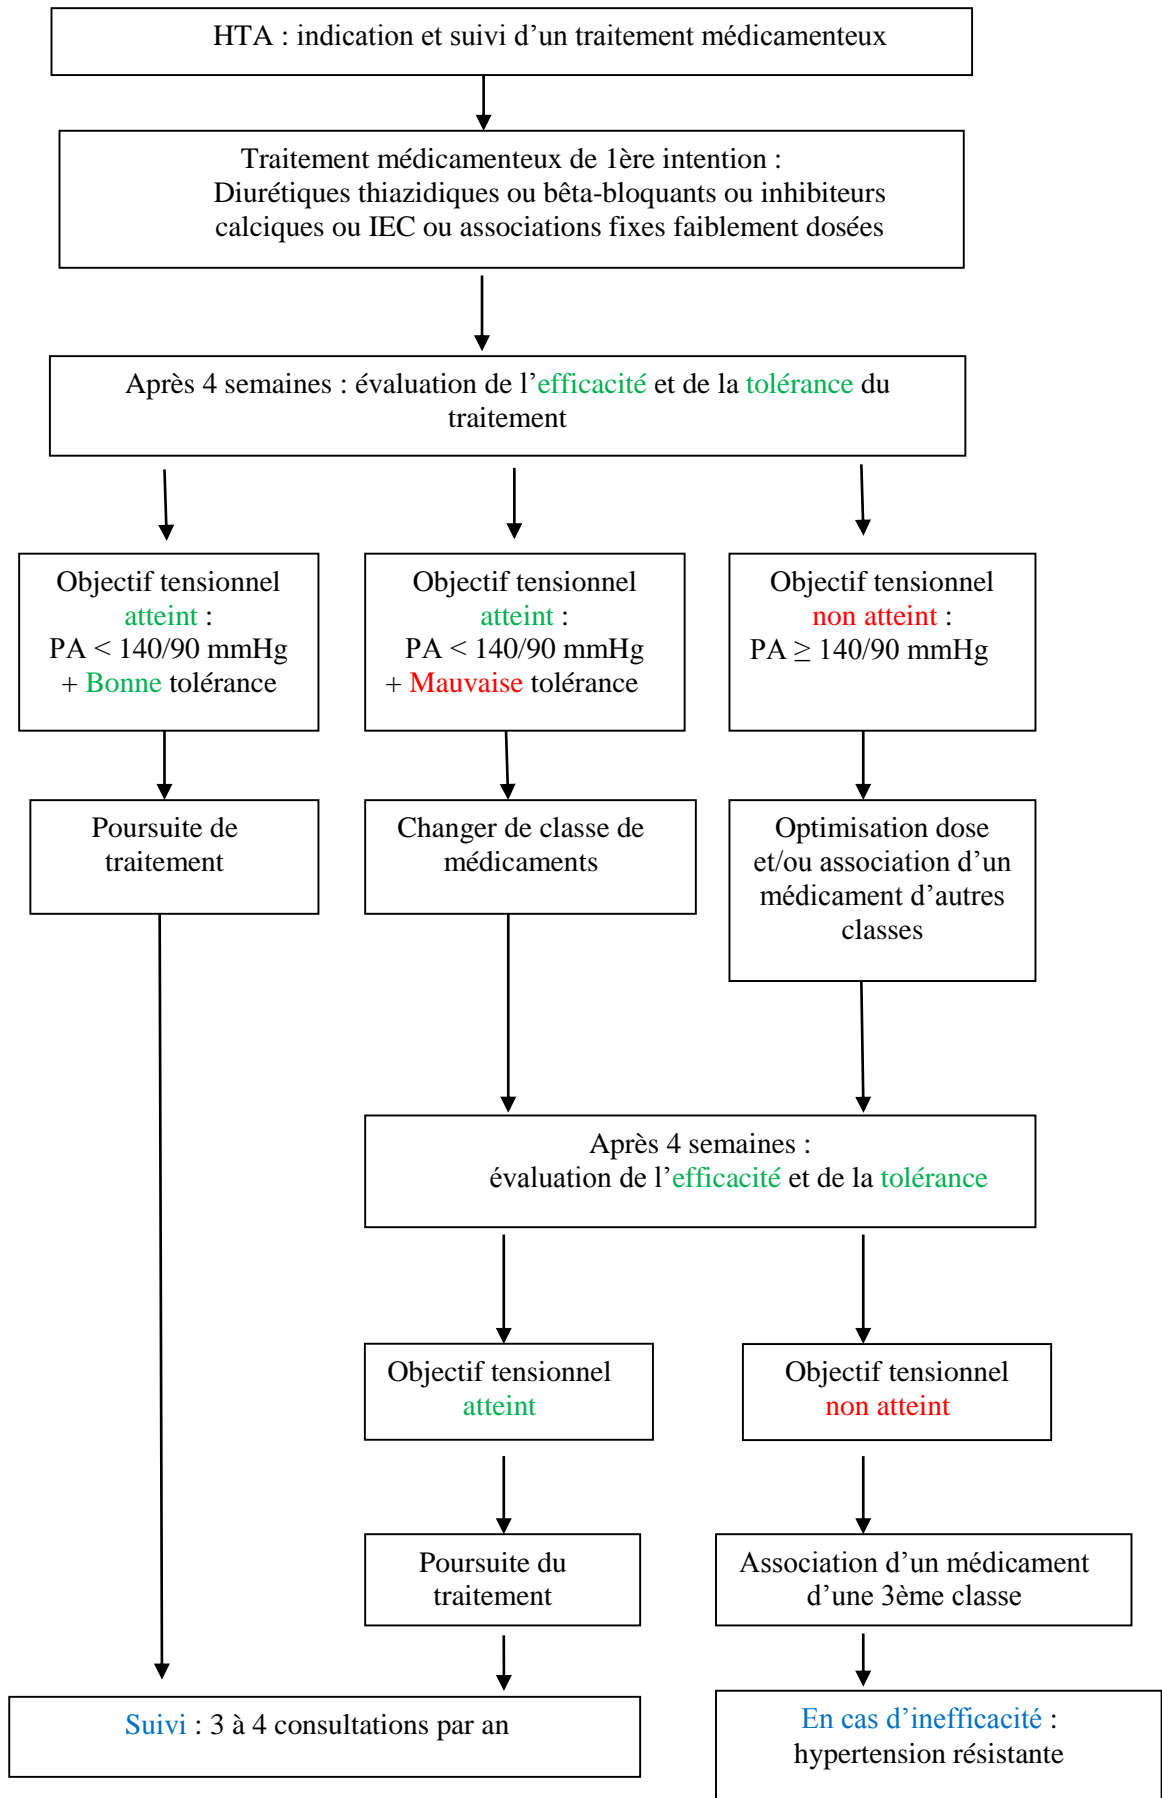 HTA : indication et suivi d’un traitement médicamenteux
Traitement médicamenteux de 1ère intention :
Diurétiques thiazidiques ou bêta-bloquants ou inhibiteurs
calciques ou IEC ou associations fixes faiblement dosées
Après 4 semaines : évaluation de l’efficacité et de la tolérance du
traitement
Objectif tensionnel
atteint :
PA < 140/90 mmHg
+ Bonne tolérance
Objectif tensionnel
atteint :
PA < 140/90 mmHg
+ Mauvaise tolérance
Objectif tensionnel
non atteint :
PA ≥ 140/90 mmHg
Poursuite de
traitement
Changer de classe de
médicaments
Optimisation dose
et/ou association d’un
médicament d’autres
classes
Après 4 semaines :
évaluation de l’efficacité et de la tolérance
Objectif tensionnel
atteint
Objectif tensionnel
non atteint
Poursuite du
traitement
Association d’un médicament
d’une 3ème classe
Suivi : 3 à 4 consultations par an
En cas d’inefficacité :
hypertension résistante